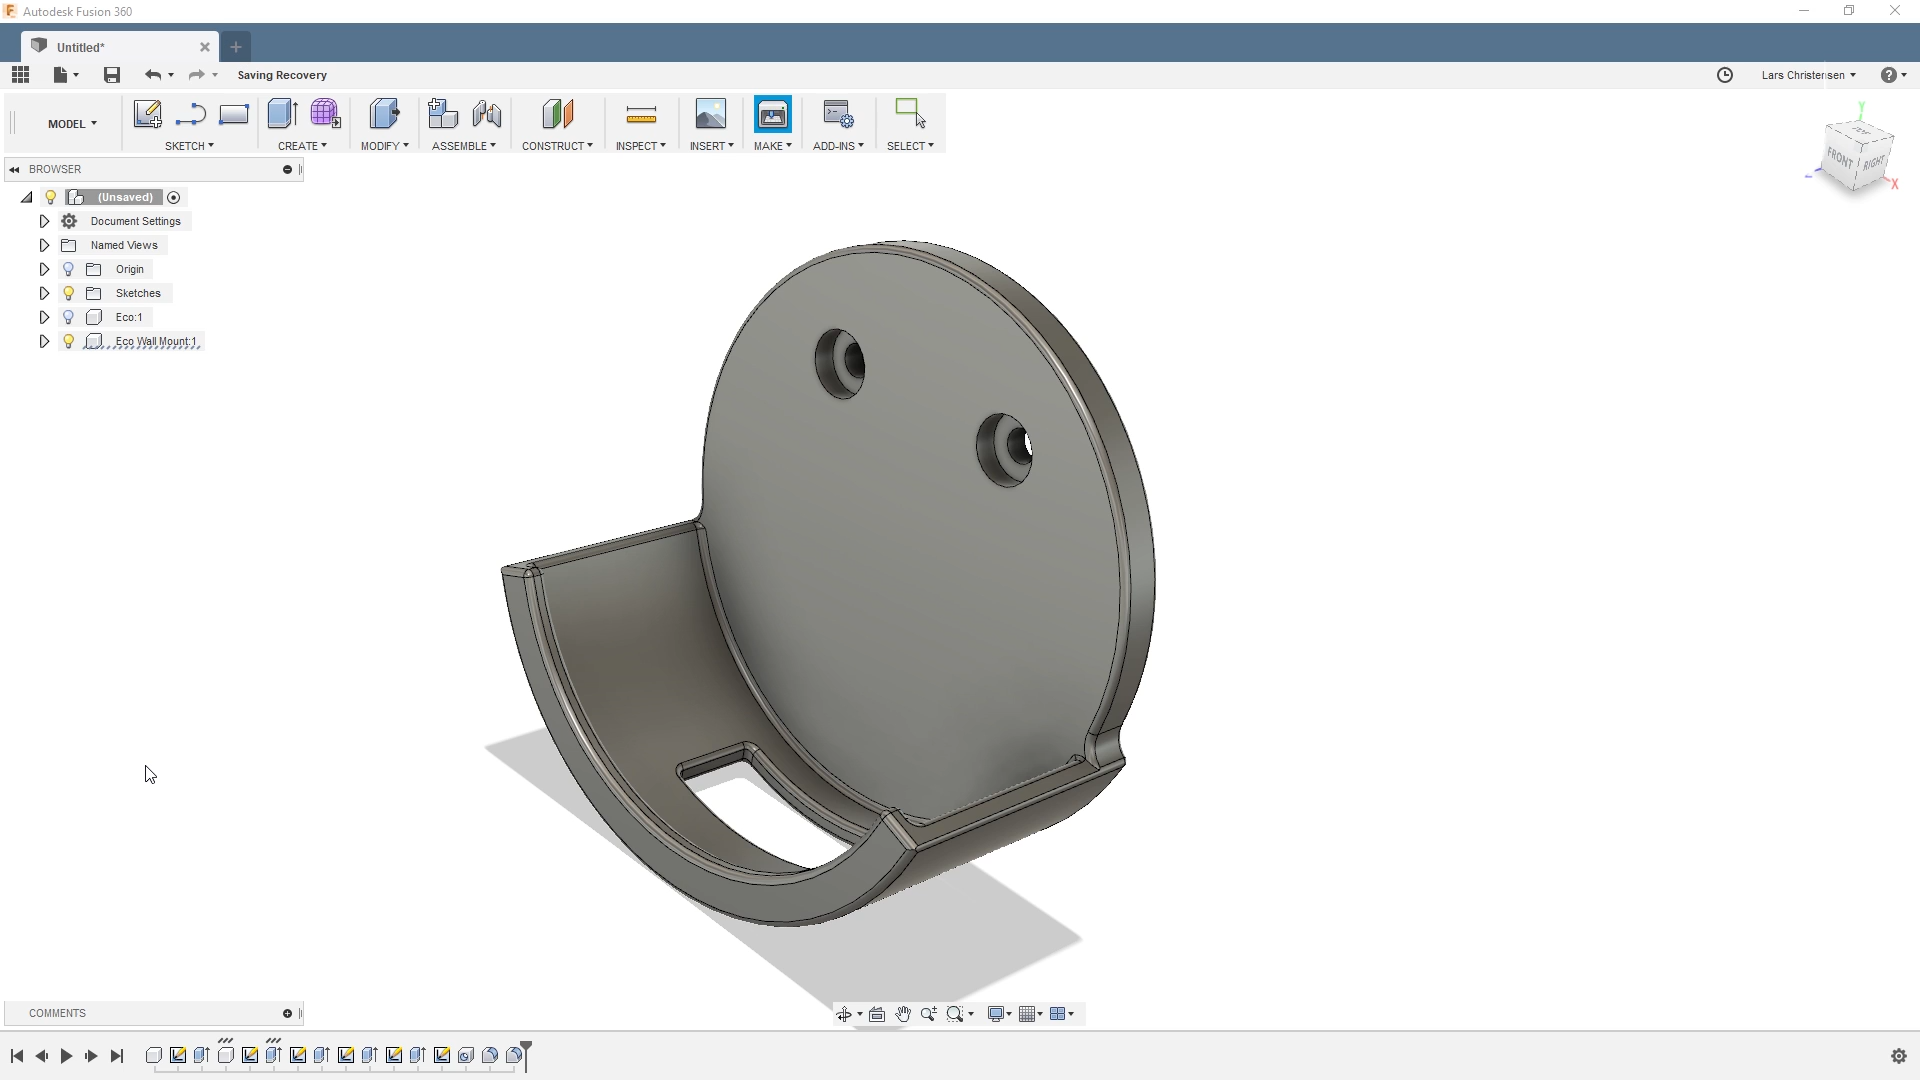 Autodesk Fusion 360
Untitled*
Saving Recovery
Lars Christensen
MODEL
SKETCH
CREATE
MODIFY
ASSEMBLE
CONSTRUCT
INSPECT
INSERT
MAKE
ADD-INS
SELECT
BROWSER
(Unsaved)
Document Settings
Named Views
Origin
Sketches
Eco:1
Eco Wall Mount:1
Y
TOP
FRONT
RIGHT
X
COMMENTS